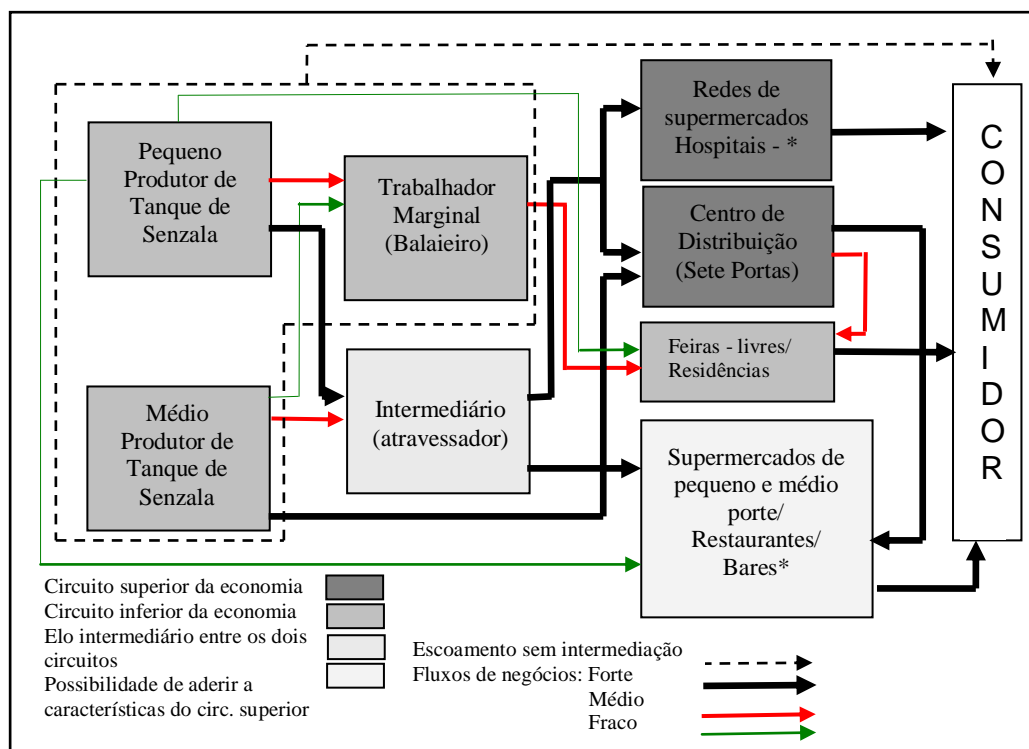 Pequeno
Produtor de
Tanque de
Senzala
Trabalhador
Marginal
(Balaieiro)
Redes de
supermercados
Hospitais - *
Centro de
Distribuição
(Sete Portas)
Feiras - livres/
Residências
Médio
Produtor de
Tanque de
Senzala
Intermediário
(atravessador)
Supermercados de
pequeno e médio
porte/
Restaurantes/
Bares*
C
O
N
S
U
M
I
D
O
R
Circuito superior da economia
Circuito inferior da economia
Elo intermediário entre os dois
circuitos
Possibilidade de aderir a
características do circ. superior
Escoamento sem intermediação
Fluxos de negócios: Forte
Médio
Fraco